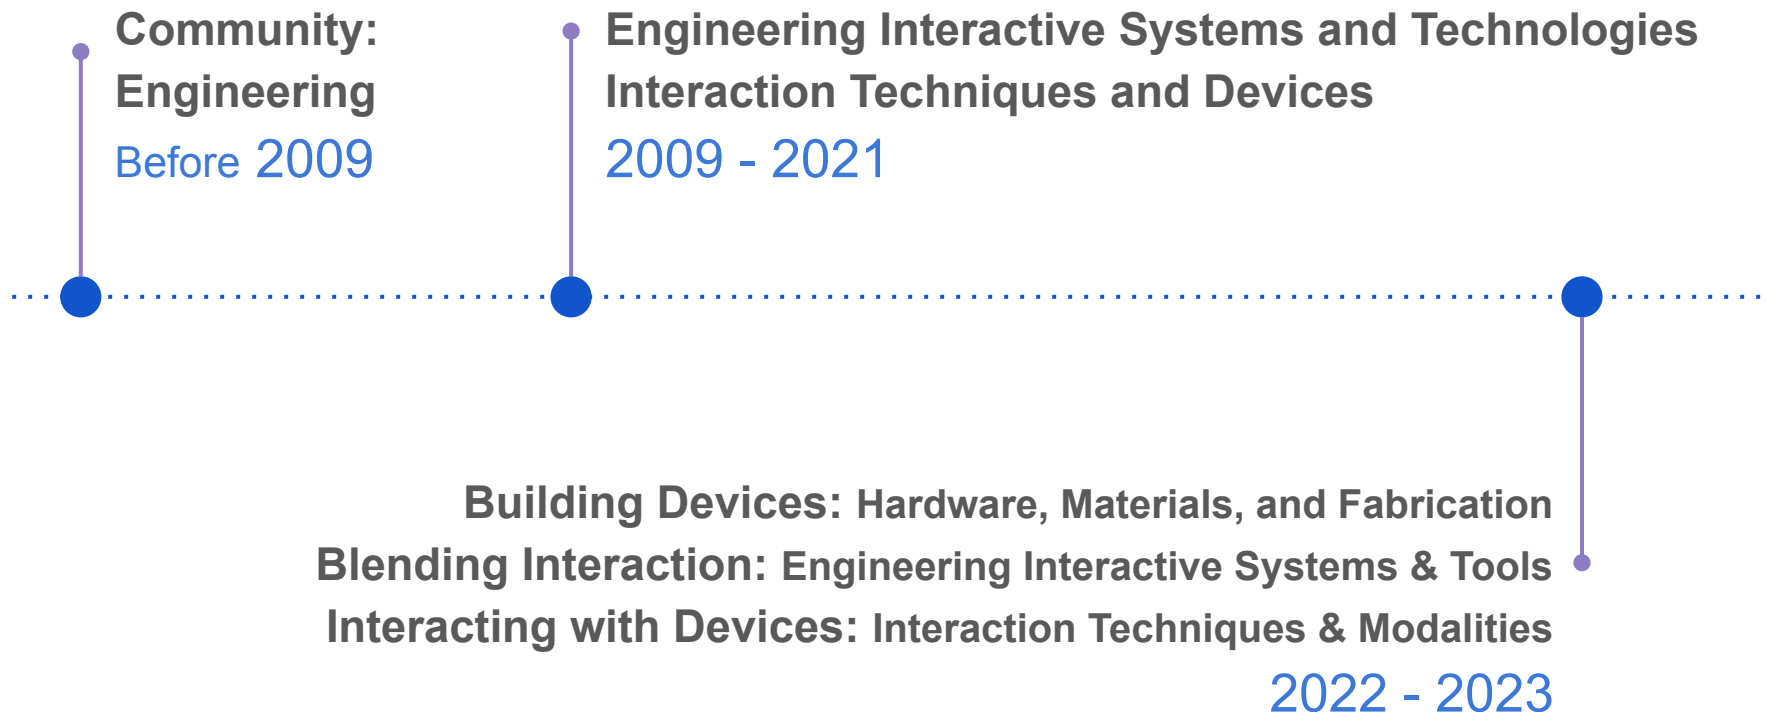 Community:
Engineering
Before 2009
Engineering Interactive Systems and Technologies
Interaction Techniques and Devices
2009 - 2021
Building Devices: Hardware, Materials, and Fabrication
Blending Interaction: Engineering Interactive Systems & Tools
Interacting with Devices: Interaction Techniques & Modalities
2022 - 2023